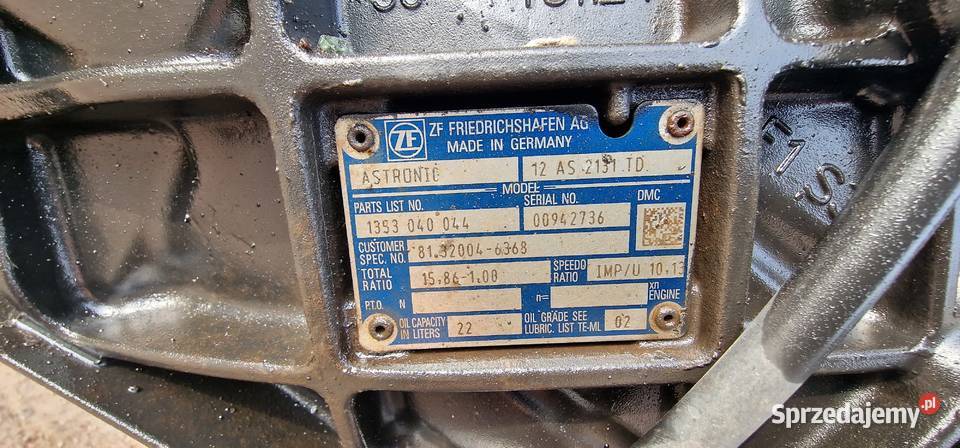 ZF FRIEDRICHSHAFEN AG
MADE IN GERMANY
ASTRONIC 12 AS 2131 TD
MODEL
PARTS LIST NO. SERIAL NO. DMC
1353 040 044 00942736
CUSTOMER SPEC. NO. 81.32004-6368
TOTAL RATIO 15.86-1.00 SPEEDO RATIO IMP/U 10.13
P.T.O. N n= xn ENGINE
OIL CAPACITY IN LITERS 22 OIL GRADE SEE LUBRIC. LIST TE-ML 02
Sprzedajemy.pl